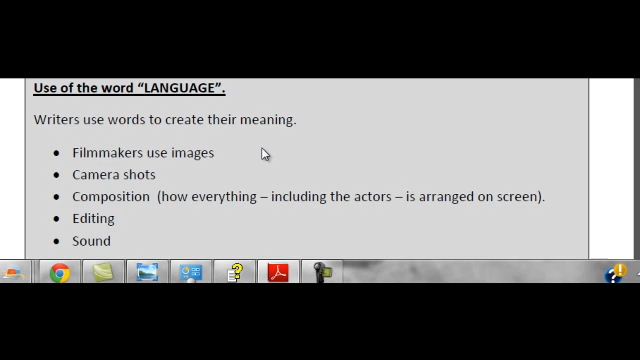 Use of the word “LANGUAGE”.
Writers use words to create their meaning.
• Filmmakers use images
• Camera shots
• Composition (how everything – including the actors – is arranged on screen).
• Editing
• Sound